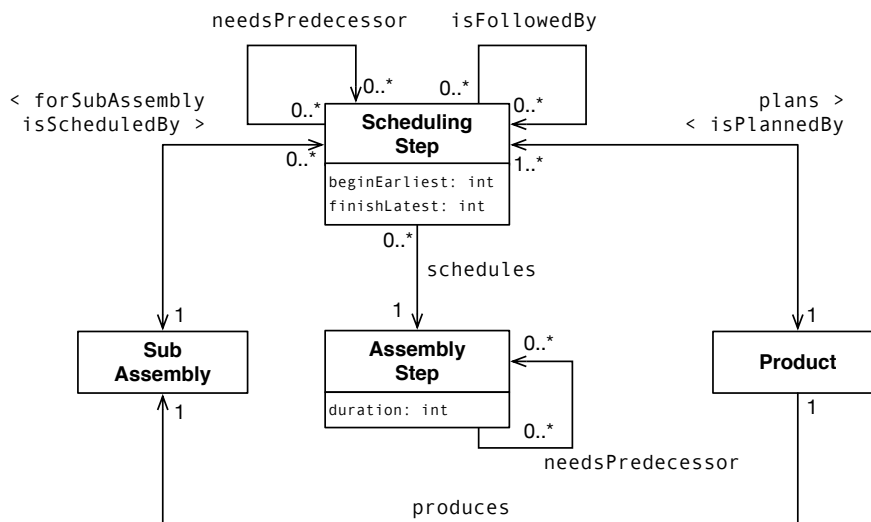 needsPredecessor
isFollowedBy
0..*
0..*
0..*
0..*
< forSubAssembly
isScheduledBy >
plans >
< isPlannedBy
Scheduling
Step
0..*
1..*
beginEarliest: int
finishLatest: int
0..*
schedules
1
1
1
Sub
Assembly
Assembly
Step
0..*
Product
1
duration: int
0..*
1
needsPredecessor
produces